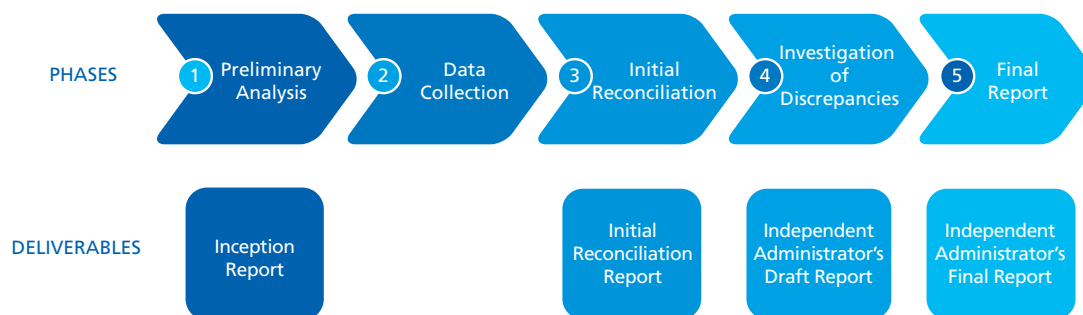 PHASES
1
Preliminary
Analysis
2
Data
Collection
3
Initial
Reconciliation
4
Investigation
of
Discrepancies
5
Final
Report
DELIVERABLES
Inception
Report
Initial
Reconciliation
Report
Independent
Administrator's
Draft Report
Independent
Administrator's
Final Report